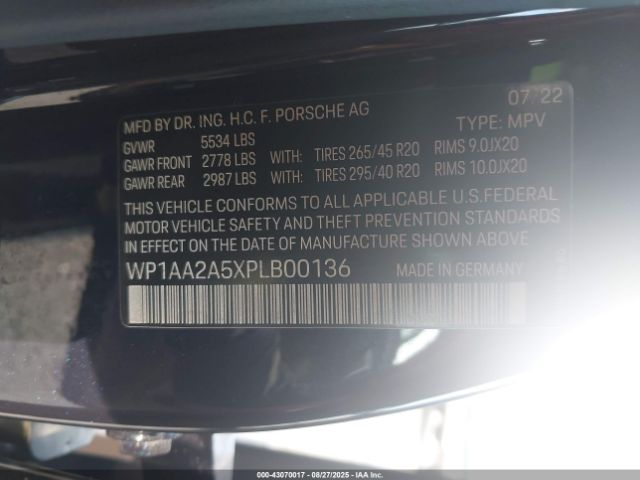 07/22
MFD BY DR. ING. H.C. F. PORSCHE AG
TYPE: MPV
GVWR 5534 LBS
GAWR FRONT 2778 LBS WITH: TIRES 265/45 R20 RIMS 9.0JX20
GAWR REAR 2987 LBS WITH: TIRES 295/40 R20 RIMS 10.0JX20
THIS VEHICLE CONFORMS TO ALL APPLICABLE U.S.FEDERAL
MOTOR VEHICLE SAFETY AND THEFT PREVENTION STANDARDS
IN EFFECT ON THE DATE OF MANUFACTURE SHOWN ABOVE.
WP1AA2A5XPLB00136 MADE IN GERMANY
000-43070017 - 08/27/2025 - IAA Inc.